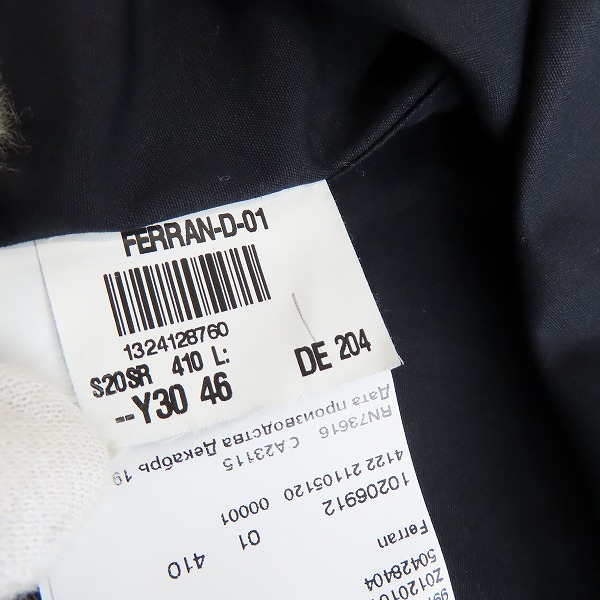 FERRAN-D-01
1324128760
S20SR 410 L:
--Y30 46
DE 204
Дата производства Декабрь 19
RN73616 CA23115
4122 21105120 00001
10206912
01 410
Ferran
50428404